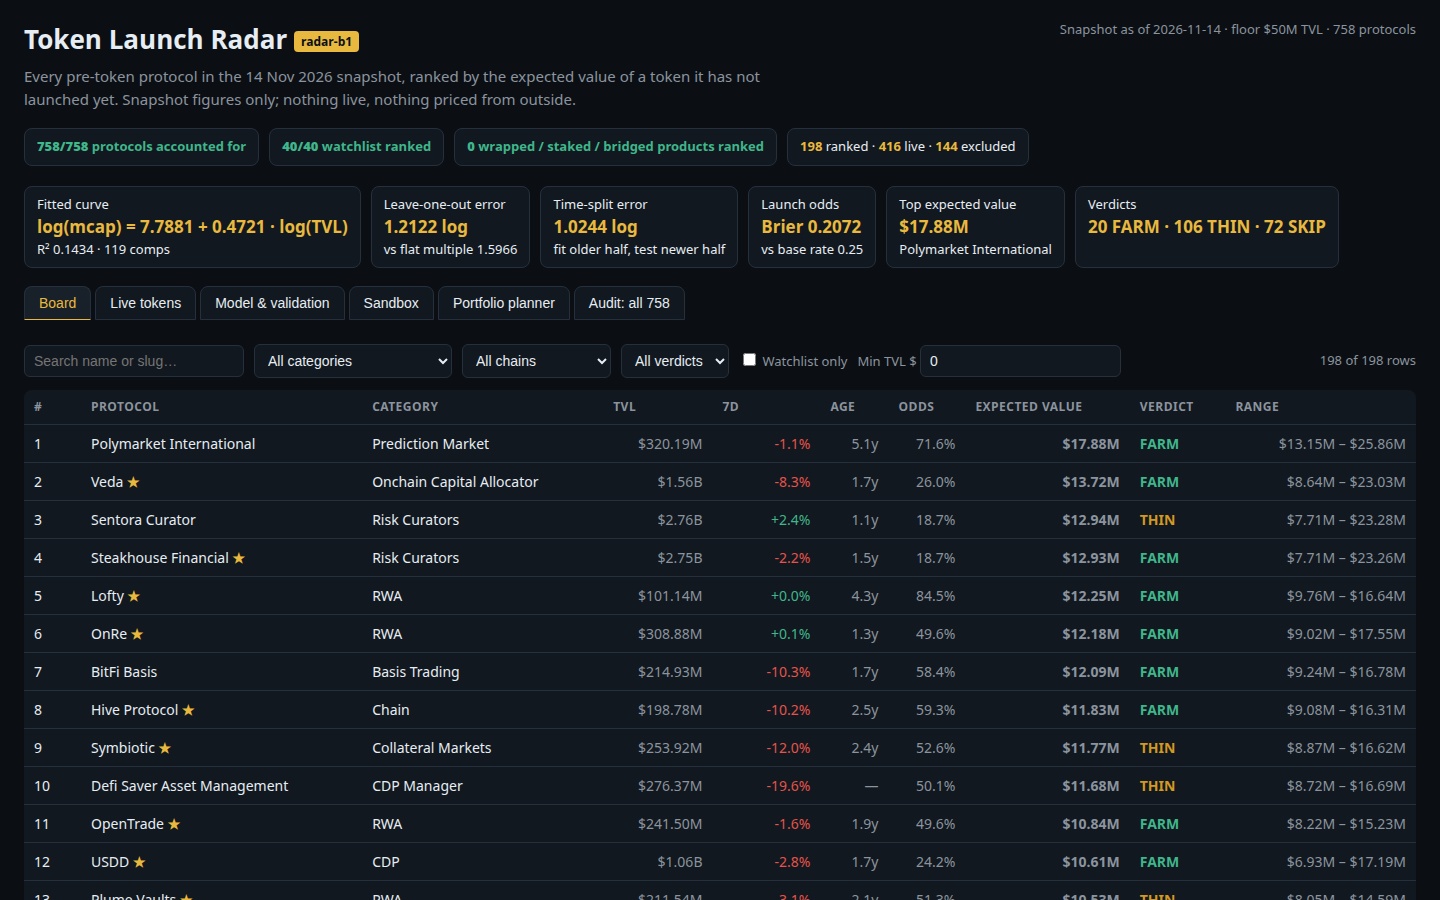 Token Launch Radar radar-b1
Snapshot as of 2026-11-14 · floor $50M TVL · 758 protocols
Every pre-token protocol in the 14 Nov 2026 snapshot, ranked by the expected value of a token it has not
launched yet. Snapshot figures only; nothing live, nothing priced from outside.
758/758 protocols accounted for 40/40 watchlist ranked 0 wrapped / staked / bridged products ranked 198 ranked · 416 live · 144 excluded
Fitted curve
log(mcap) = 7.7881 + 0.4721 · log(TVL)
R² 0.1434 · 119 comps
Leave-one-out error
1.2122 log
vs flat multiple 1.5966
Time-split error
1.0244 log
fit older half, test newer half
Launch odds
Brier 0.2072
vs base rate 0.25
Top expected value
$17.88M
Polymarket International
Verdicts
20 FARM · 106 THIN · 72 SKIP
Board Live tokens Model & validation Sandbox Portfolio planner Audit: all 758
Search name or slug… All categories All chains All verdicts Watchlist only Min TVL $ 0 198 of 198 rows
# PROTOCOL CATEGORY TVL 7D AGE ODDS EXPECTED VALUE VERDICT RANGE
1 Polymarket International Prediction Market $320.19M -1.1% 5.1y 71.6% $17.88M FARM $13.15M – $25.86M
2 Veda ★ Onchain Capital Allocator $1.56B -8.3% 1.7y 26.0% $13.72M FARM $8.64M – $23.03M
3 Sentora Curator Risk Curators $2.76B +2.4% 1.1y 18.7% $12.94M THIN $7.71M – $23.28M
4 Steakhouse Financial ★ Risk Curators $2.75B -2.2% 1.5y 18.7% $12.93M FARM $7.71M – $23.26M
5 Lofty ★ RWA $101.14M +0.0% 4.3y 84.5% $12.25M FARM $9.76M – $16.64M
6 OnRe ★ RWA $308.88M +0.1% 1.3y 49.6% $12.18M FARM $9.02M – $17.55M
7 BitFi Basis Basis Trading $214.93M -10.3% 1.7y 58.4% $12.09M FARM $9.24M – $16.78M
8 Hive Protocol ★ Chain $198.78M -10.2% 2.5y 59.3% $11.83M FARM $9.08M – $16.31M
9 Symbiotic ★ Collateral Markets $253.92M -12.0% 2.4y 52.6% $11.77M THIN $8.87M – $16.62M
10 Defi Saver Asset Management CDP Manager $276.37M -19.6% — 50.1% $11.68M THIN $8.72M – $16.69M
11 OpenTrade ★ RWA $241.50M -1.6% 1.9y 49.6% $10.84M FARM $8.22M – $15.23M
12 USDD ★ CDP $1.06B -2.8% 1.7y 24.2% $10.61M FARM $6.93M – $17.19M
13 Plume Vaults ★ RWA